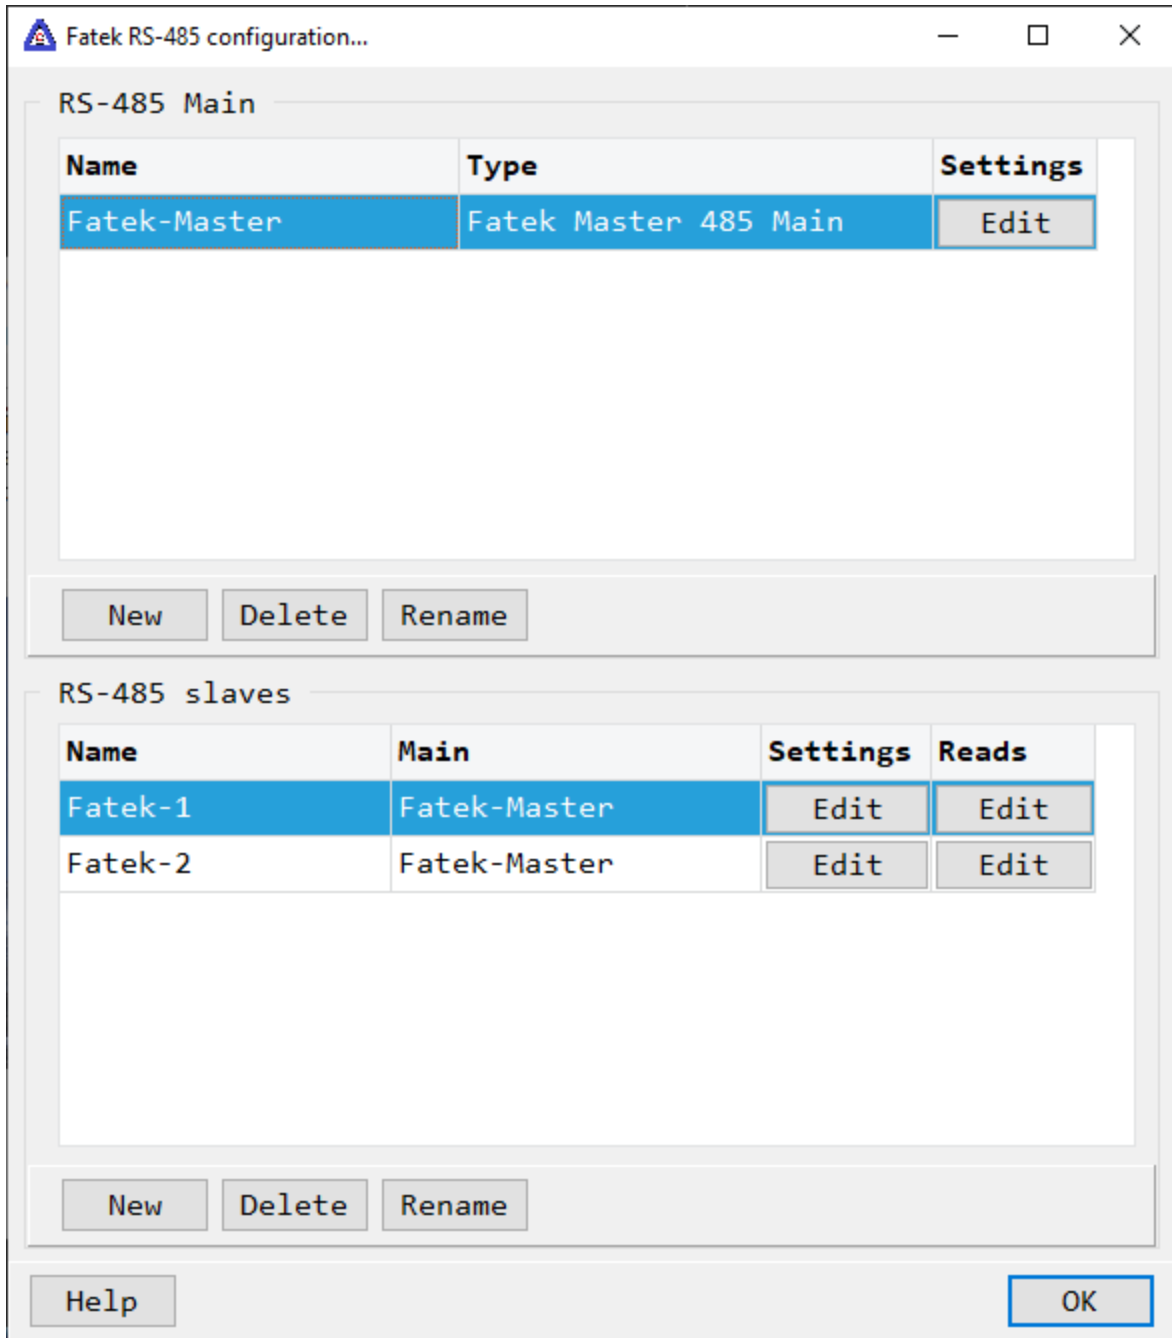 Fatek RS-485 configuration...
RS-485 Main
Name Type Settings
Fatek-Master Fatek Master 485 Main Edit
New Delete Rename
RS-485 slaves
Name Main Settings Reads
Fatek-1 Fatek-Master Edit Edit
Fatek-2 Fatek-Master Edit Edit
New Delete Rename
Help OK